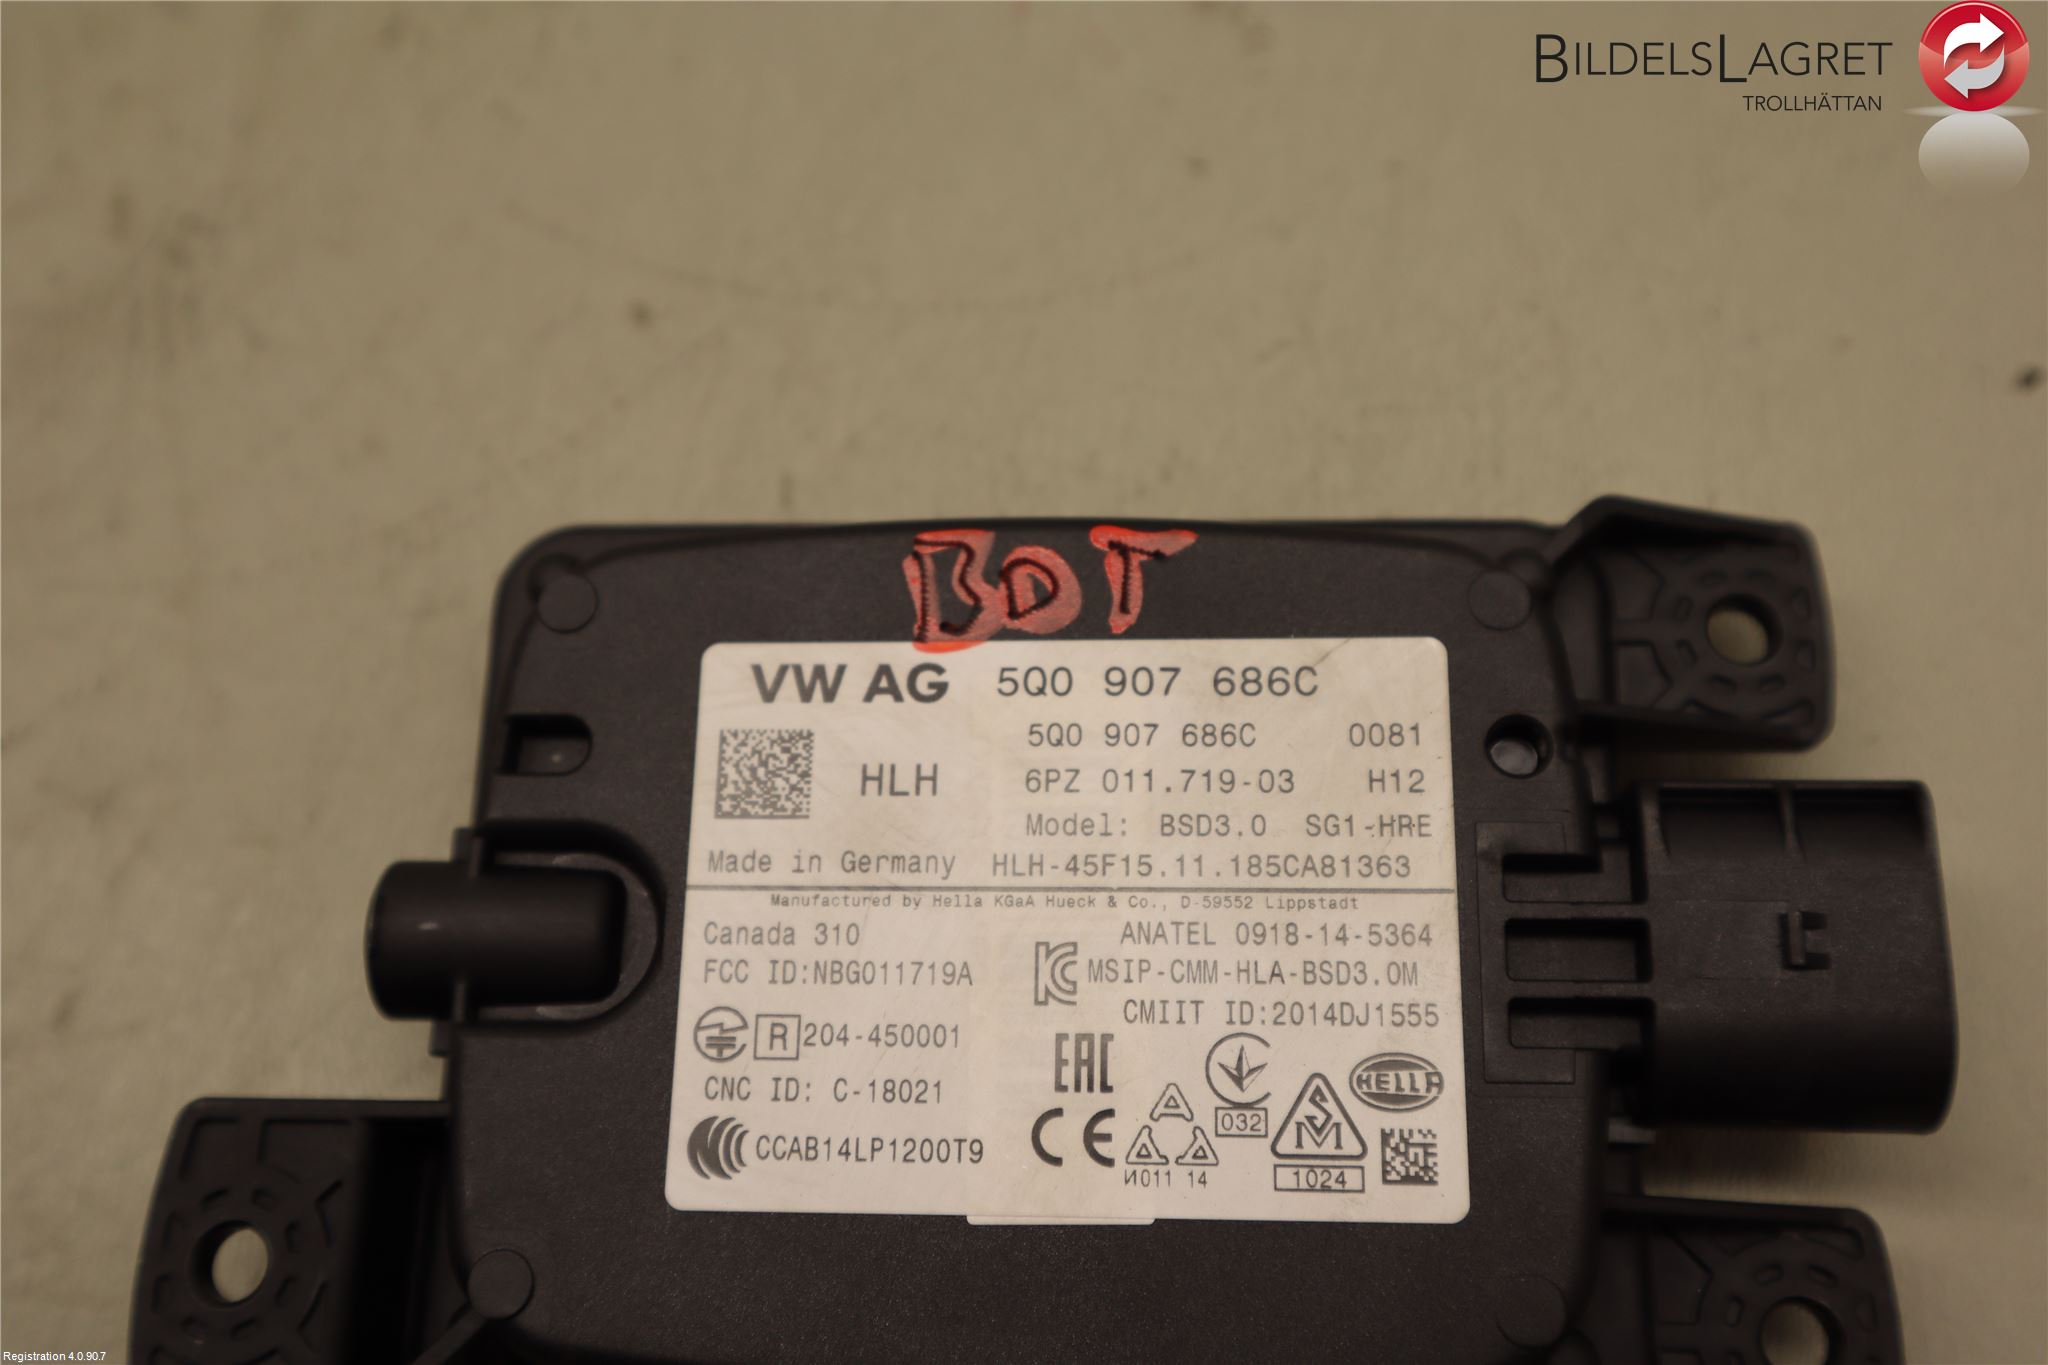 BILDELSLAGRET
TROLLHÄTTAN
BDT
VW AG 5Q0 907 686C
5Q0 907 686C 0081
HLH 6PZ 011.719-03 H12
Model: BSD3.0 SG1-HRE
Made in Germany HLH-45F15.11.185CA81363
Manufactured by Hella KGaA Hueck & Co., D-59552 Lippstadt
Canada 310 ANATEL 0918-14-5364
FCC ID:NBG011719A KC MSIP-CMM-HLA-BSD3.0M
CMIIT ID:2014DJ1555
R 204-450001 EAC
HELLA
CNC ID: C-18021
032
CCAB14LP1200T9 CE SM
И011 14 1024
E
Registration 4.0.90.7